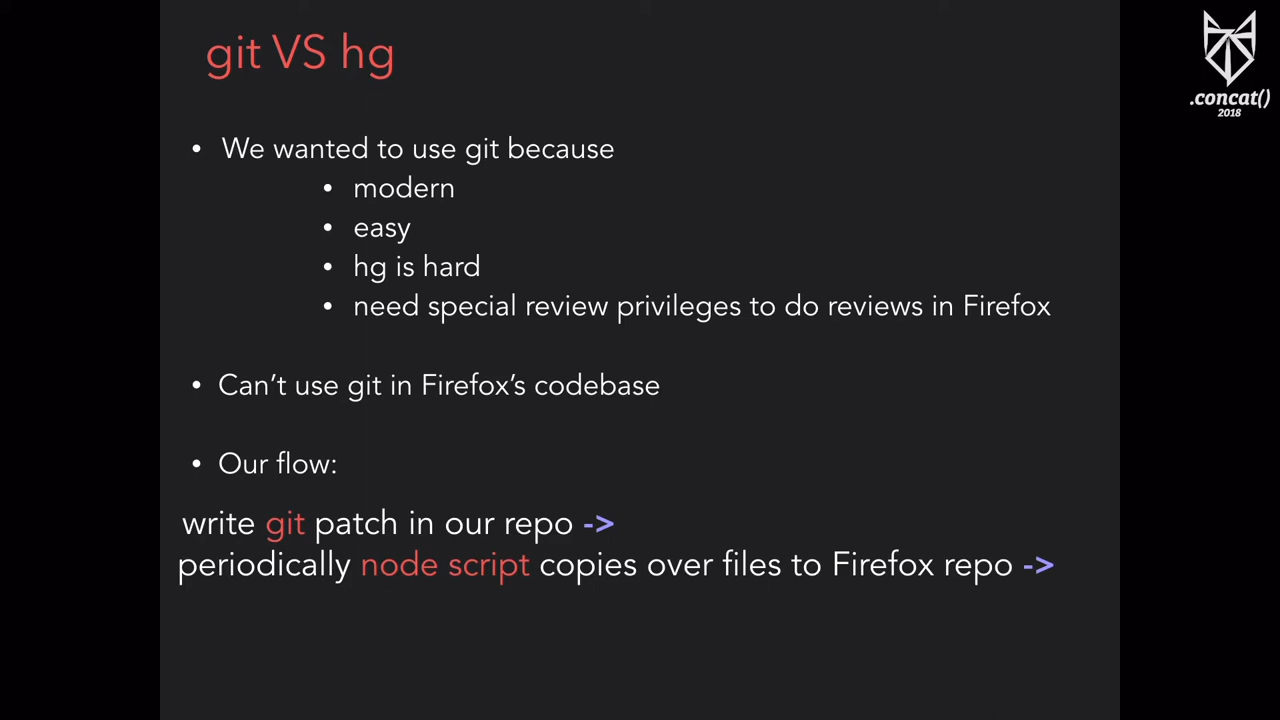 git VS hg
.concat()
2018
• We wanted to use git because
• modern
• easy
• hg is hard
• need special review privileges to do reviews in Firefox
• Can’t use git in Firefox’s codebase
• Our flow:
write git patch in our repo ->
periodically node script copies over files to Firefox repo ->